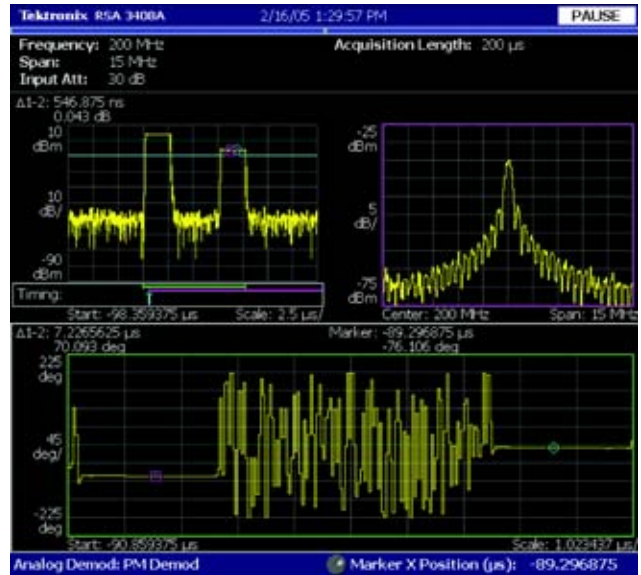 Tektronix RSA 3408A 2/16/05 1:29:57 PM PAUSE
Frequency: 200 MHz Acquisition Length: 200 µs
Span: 15 MHz
Input Att: 30 dB
Δ1-2: 546.875 ns
0.043 dB
10
dBm
10
dB/
-90
dBm
-25
dBm
5
dB/
-75
dBm
Timing:
Start: -98.359375 µs Scale: 2.5 µs/ Center: 200 MHz Span: 15 MHz
Δ1-2: 7.2265625 µs Marker: -89.296875 µs
70.093 deg -76.106 deg
225
deg
45
deg/
-225
deg
Start: -90.859375 µs Scale: 1.023437 µs/
Analog Demod: PM Demod Marker X Position (µs): -89.296875